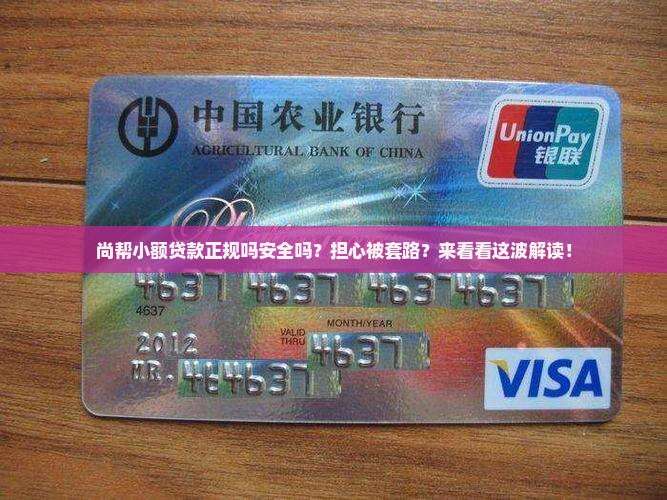 中国农业银行
AGRICULTURAL BANK OF CHINA
UnionPay
银联
尚帮小额贷款正规吗安全吗？担心被套路？来看看这波解读！
4637 4637 4637 4637
4637
MONTH/YEAR
VALID
THRU
2012 4637
MR. 464637
VISA